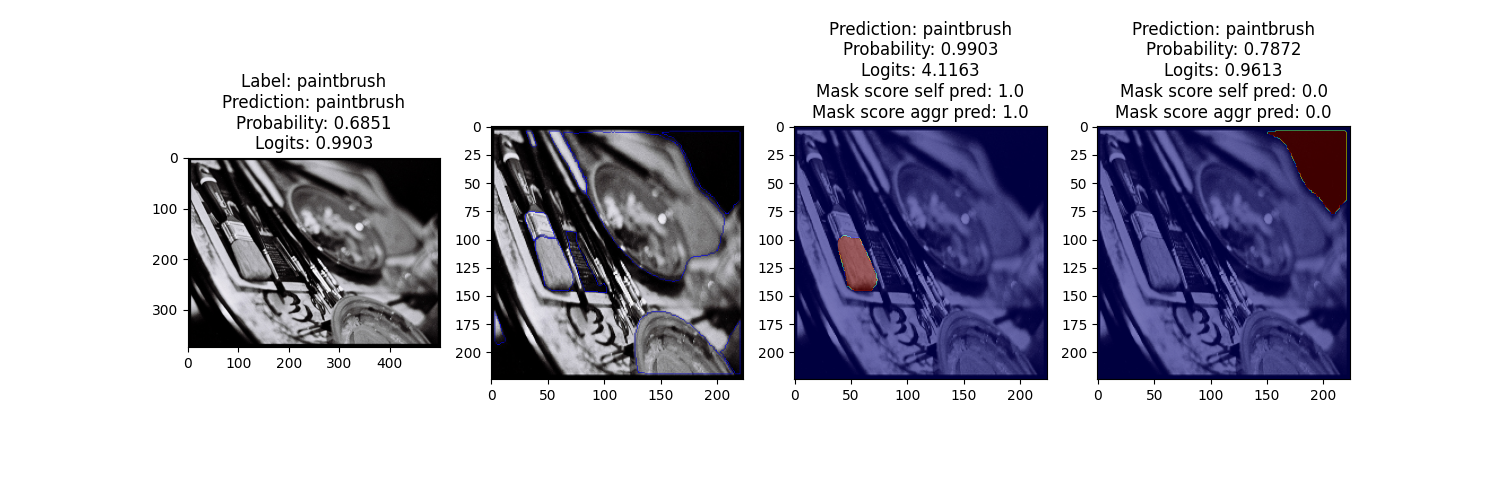 Label: paintbrush
Prediction: paintbrush
Probability: 0.6851
Logits: 0.9903
0
100
200
300
0 100 200 300 400
0
25
50
75
100
125
150
175
200
0 50 100 150 200
Prediction: paintbrush
Probability: 0.9903
Logits: 4.1163
Mask score self pred: 1.0
Mask score aggr pred: 1.0
0
25
50
75
100
125
150
175
200
0 50 100 150 200
Prediction: paintbrush
Probability: 0.7872
Logits: 0.9613
Mask score self pred: 0.0
Mask score aggr pred: 0.0
0
25
50
75
100
125
150
175
200
0 50 100 150 200